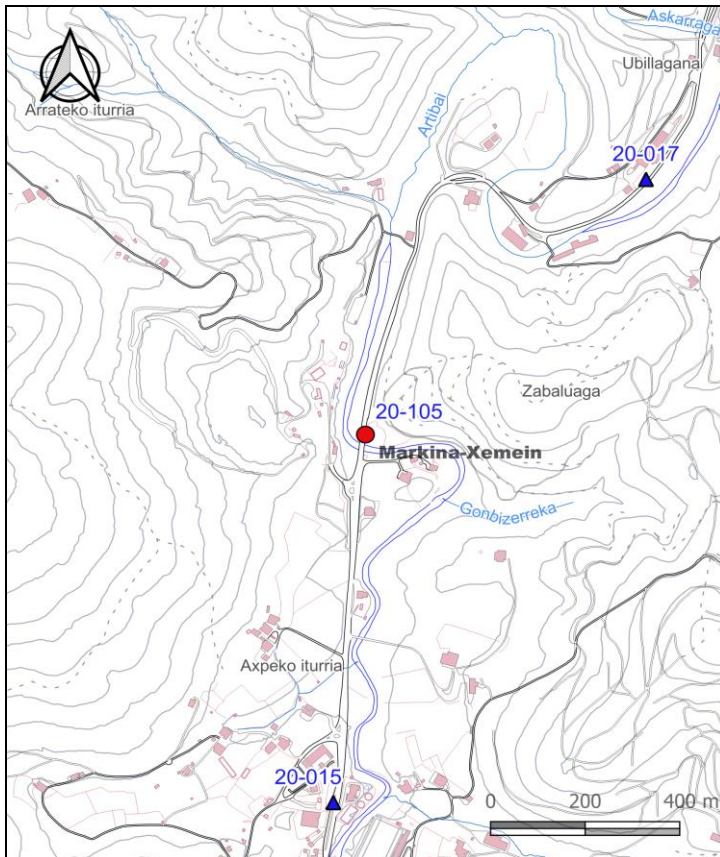 Askarraga
Ubillagana
Arrateko iturria
Artibai
20-017
Zabaluaga
20-105
Markina-Xemein
Gonbizerreka
Axpeko iturria
20-015
0 200 400 m